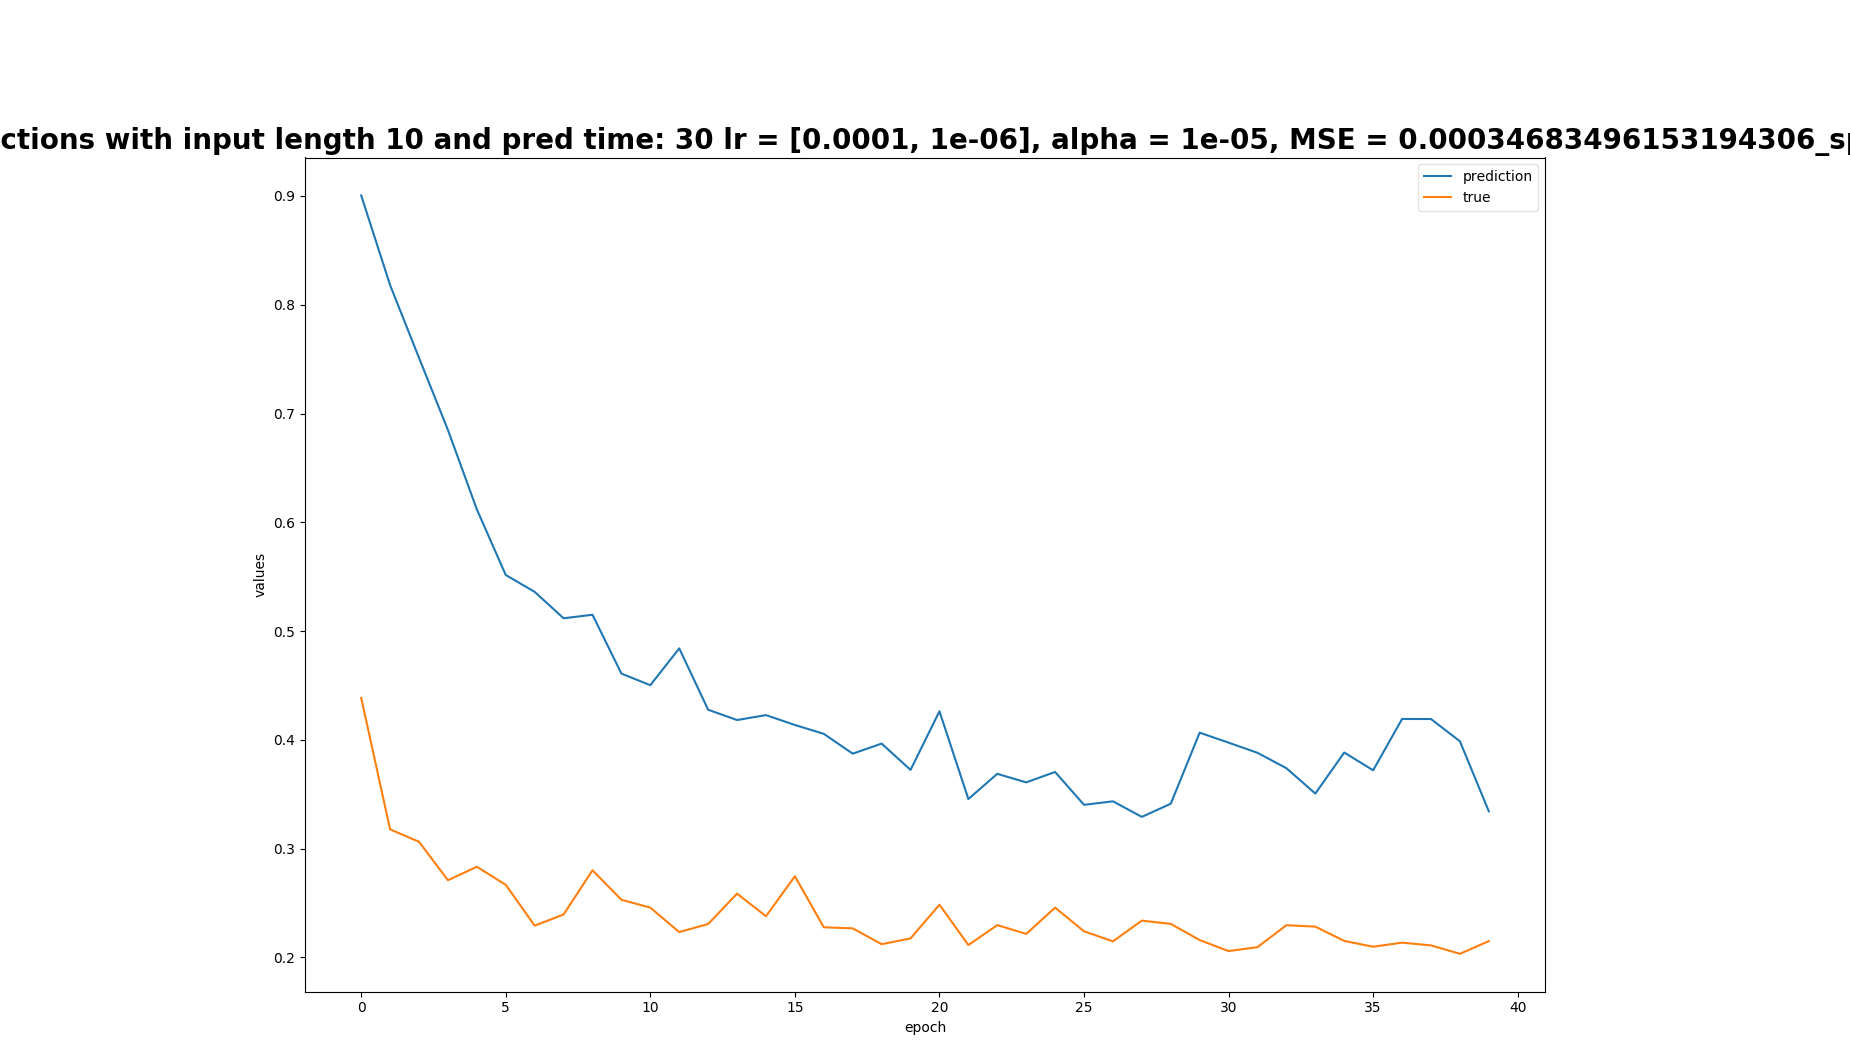 ctions with input length 10 and pred time: 30 lr = [0.0001, 1e-06], alpha = 1e-05, MSE = 0.00034683496153194306_sp
prediction
true
0.9
0.8
0.7
0.6
0.5
0.4
0.3
0.2
values
0 5 10 15 20 25 30 35 40
epoch